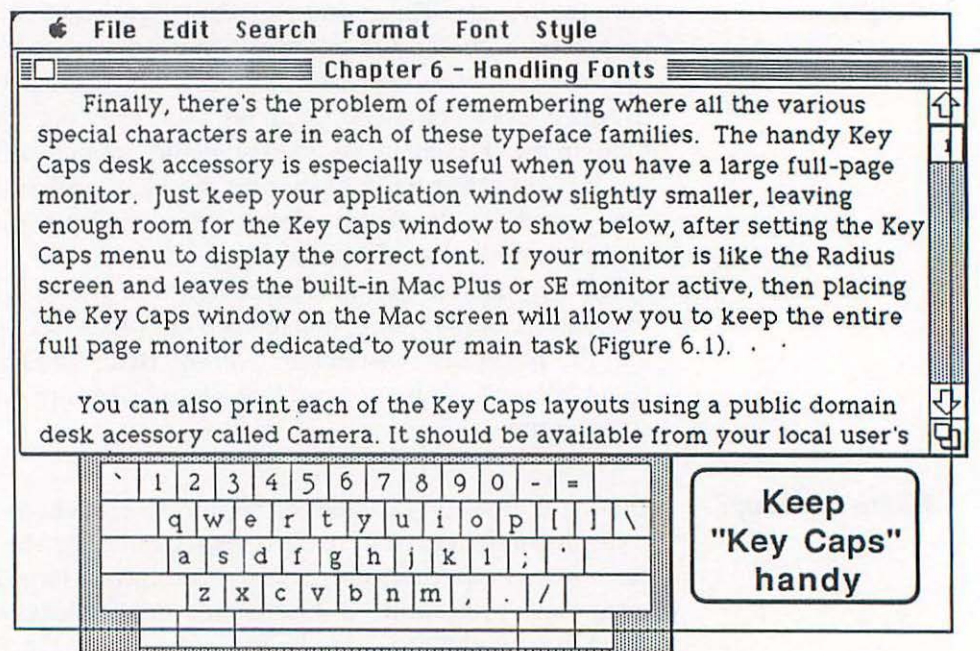 File Edit Search Format Font Style
Chapter 6 - Handling Fonts
Finally, there's the problem of remembering where all the various
special characters are in each of these typeface families. The handy Key
Caps desk accessory is especially useful when you have a large full-page
monitor. Just keep your application window slightly smaller, leaving
enough room for the Key Caps window to show below, after setting the Key
Caps menu to display the correct font. If your monitor is like the Radius
screen and leaves the built-in Mac Plus or SE monitor active, then placing
the Key Caps window on the Mac screen will allow you to keep the entire
full page monitor dedicated to your main task (Figure 6.1).
1
You can also print each of the Key Caps layouts using a public domain
desk acessory called Camera. It should be available from your local user's
` 1 2 3 4 5 6 7 8 9 0 - =
q w e r t y u i o p [ ] \
a s d f g h j k l ; '
z x c v b n m , . /
Keep
"Key Caps"
handy